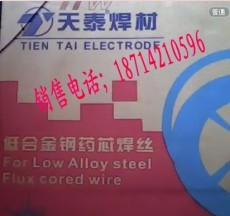 天泰焊材
TIEN TAI ELECTRODE
销售电话；18714210596
低合金钢药芯焊丝
For Low Alloy steel
Flux cored wire